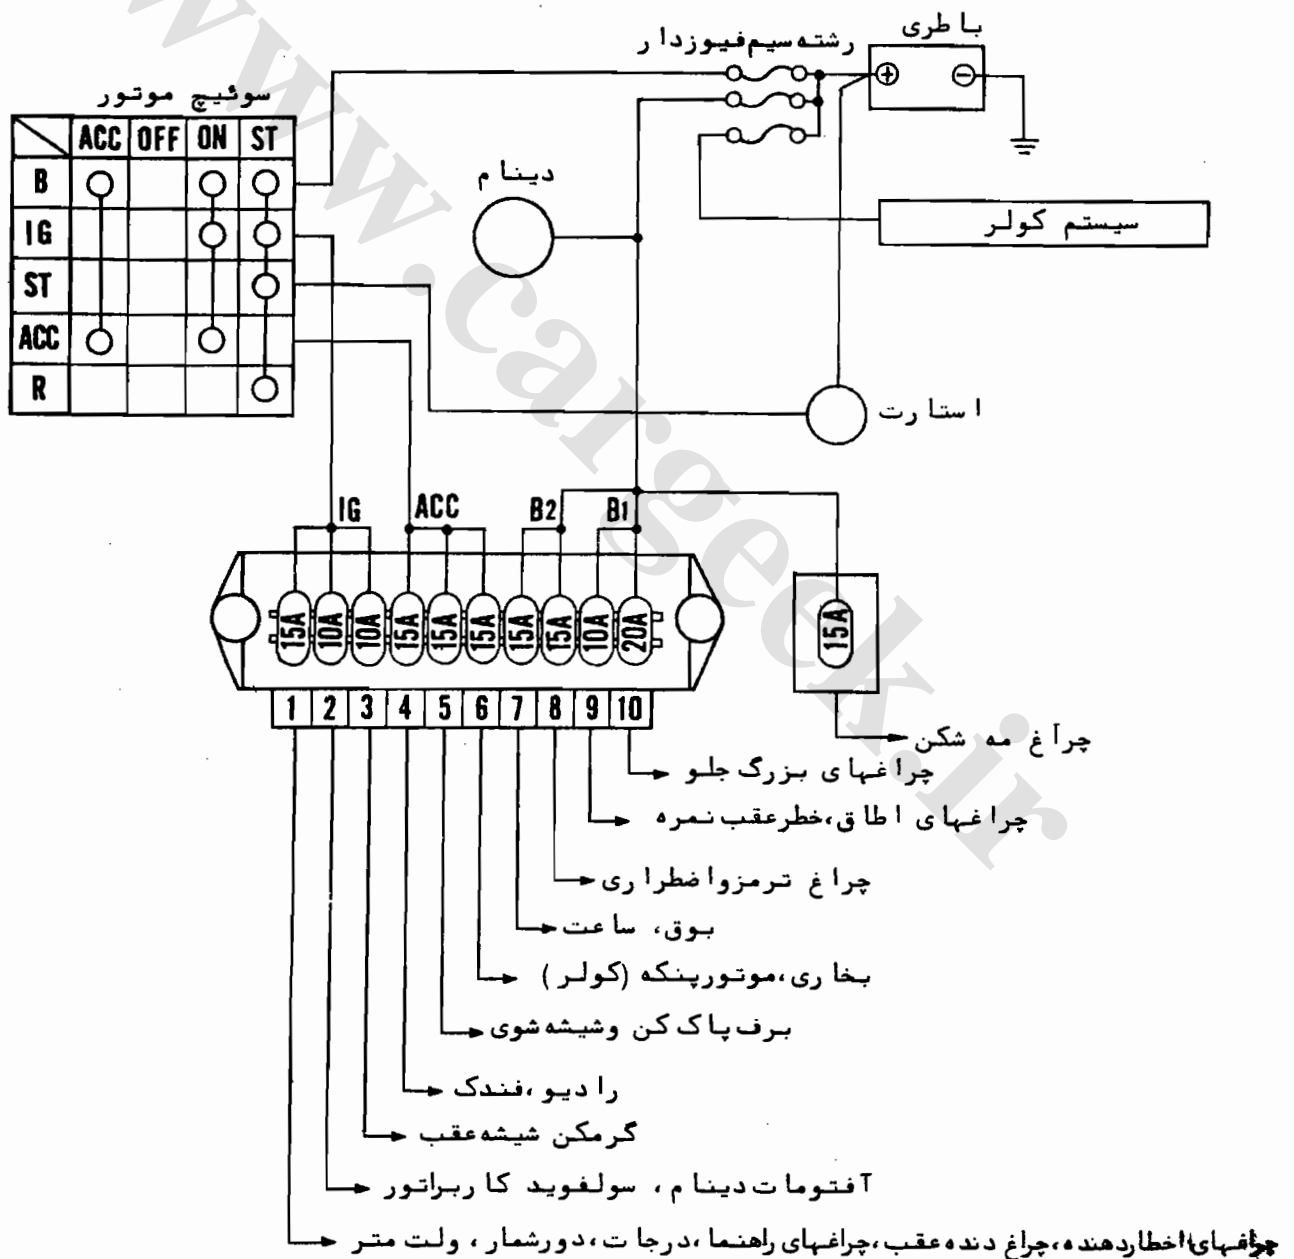 باطری
رشته سیم فیوزدار
سوئیچ موتور
ACC OFF ON ST
B
IG
ST
ACC
R
دینام
سیستم کولر
استارت
IG ACC B2 B1
15A 10A 10A 15A 15A 15A 15A 15A 10A 20A
15A
1 2 3 4 5 6 7 8 9 10
چراغ مه شکن
چراغهای بزرگ جلو
چراغهای اطاق،خطرعقب نمره
چراغ ترمزواضطراری
بوق، ساعت
بخاری،موتورپنکه (کولر)
برف پاک کن وشیشه شوی
رادیو،فندک
گرمکن شیشه عقب
آفتومات دینام، سولفوید کاربراتور
چراغهای اخطاردهنده،چراغ دنده عقب،چراغهای راهنما،درجات،دورشمار، ولت متر
www.cargeek.ir